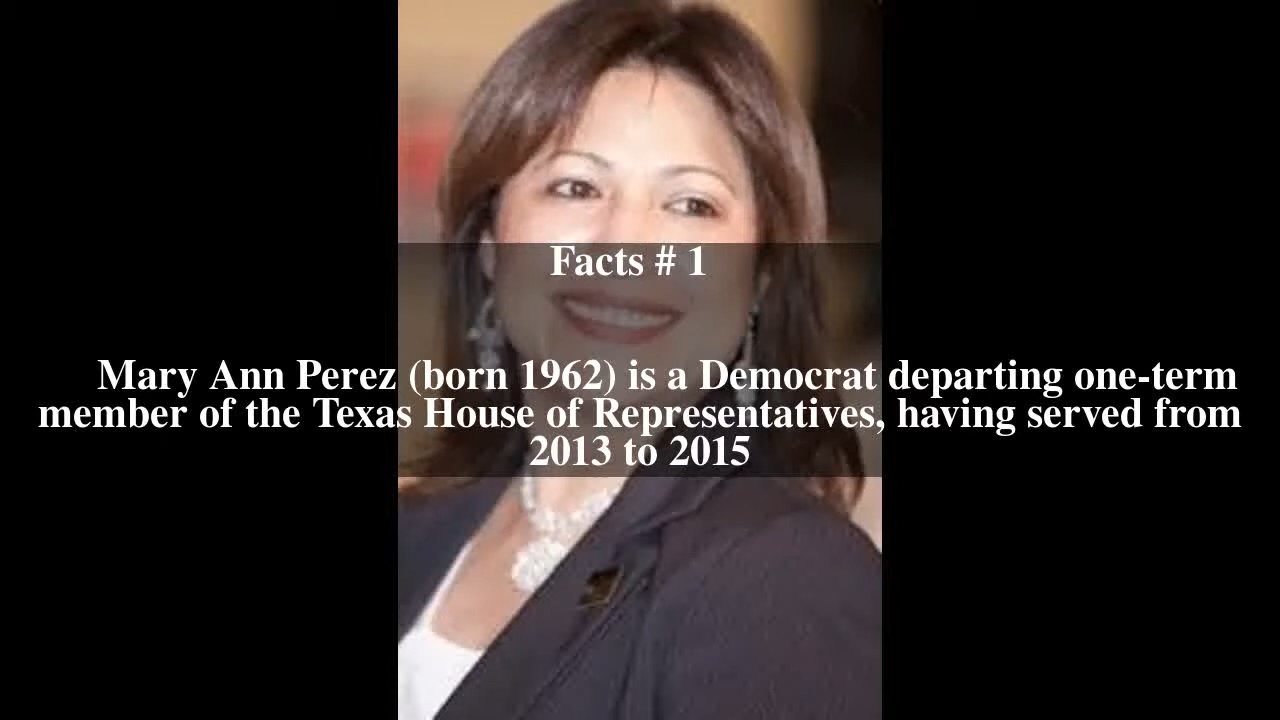 Facts # 1
Mary Ann Perez (born 1962) is a Democrat departing one-term
member of the Texas House of Representatives, having served from
2013 to 2015